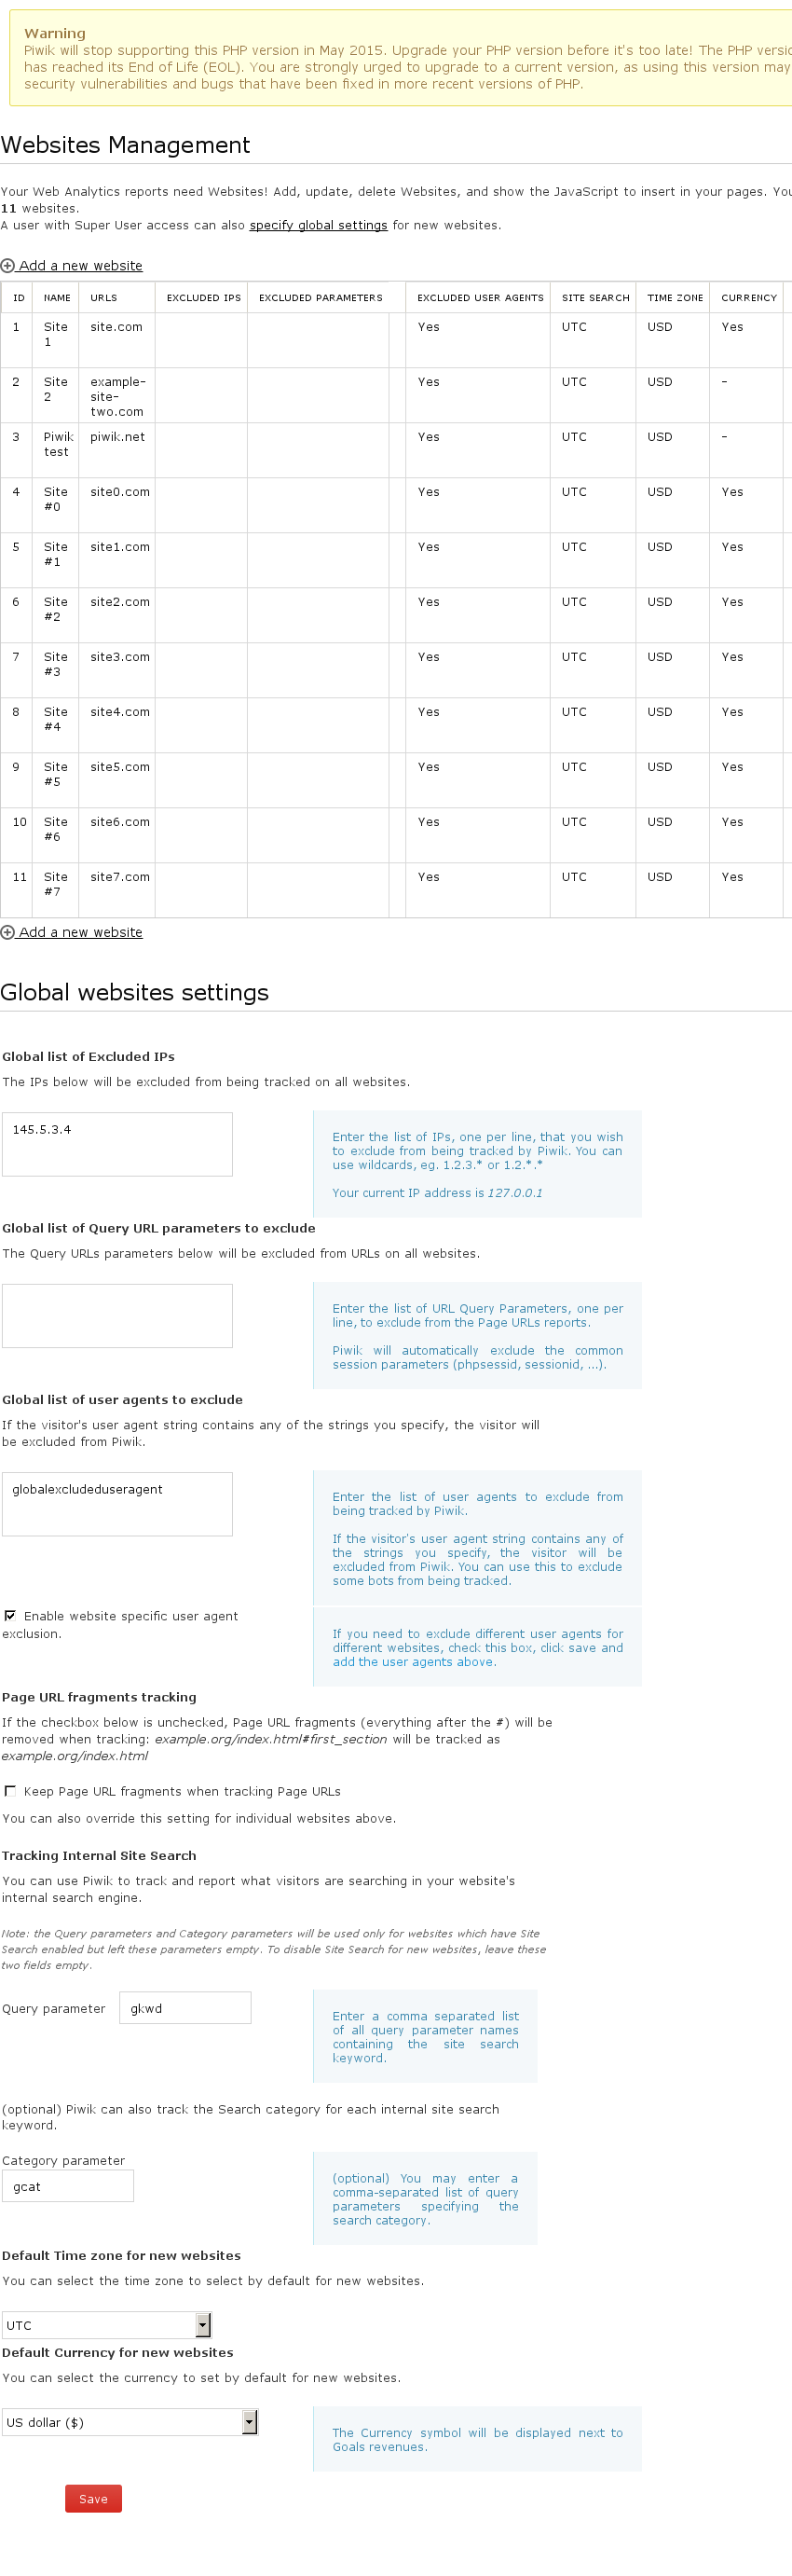 Warning
Piwik will stop supporting this PHP version in May 2015. Upgrade your PHP version before it's too late! The PHP
has reached its End of Life (EOL). You are strongly urged to upgrade to a current version, as using this version may
security vulnerabilities and bugs that have been fixed in more recent versions of PHP.
Websites Management
Your Web Analytics reports need Websites! Add, update, delete Websites, and show the JavaScript to insert in your pages.
11 websites.
A user with Super User access can also specify global settings for new websites.
Add a new website
ID NAME URLS EXCLUDED IPS EXCLUDED PARAMETERS EXCLUDED USER AGENTS SITE SEARCH TIME ZONE CURRENCY
1 Site site.com Yes UTC USD Yes
1
2 Site example- Yes UTC USD -
2 site-
two.com
3 Piwik piwik.net Yes UTC USD -
test
4 Site site0.com Yes UTC USD Yes
#0
5 Site site1.com Yes UTC USD Yes
#1
6 Site site2.com Yes UTC USD Yes
#2
7 Site site3.com Yes UTC USD Yes
#3
8 Site site4.com Yes UTC USD Yes
#4
9 Site site5.com Yes UTC USD Yes
#5
10 Site site6.com Yes UTC USD Yes
#6
11 Site site7.com Yes UTC USD Yes
#7
Add a new website
Global websites settings
Global list of Excluded IPs
The IPs below will be excluded from being tracked on all websites.
145.5.3.4
Enter the list of IPs, one per line, that you wish
to exclude from being tracked by Piwik. You can
use wildcards, eg. 1.2.3.* or 1.2.*.*
Your current IP address is 127.0.0.1
Global list of Query URL parameters to exclude
The Query URLs parameters below will be excluded from URLs on all websites.
Enter the list of URL Query Parameters, one per
line, to exclude from the Page URLs reports.
Piwik will automatically exclude the common
session parameters (phpsessid, sessionid, ...).
Global list of user agents to exclude
If the visitor's user agent string contains any of the strings you specify, the visitor will
be excluded from Piwik.
globalexcludeduseragent
Enter the list of user agents to exclude from
being tracked by Piwik.
If the visitor's user agent string contains any of
the strings you specify, the visitor will be
excluded from Piwik. You can use this to exclude
some bots from being tracked.
Enable website specific user agent
exclusion.
If you need to exclude different user agents for
different websites, check this box, click save and
add the user agents above.
Page URL fragments tracking
If the checkbox below is unchecked, Page URL fragments (everything after the #) will be
removed when tracking: example.org/index.html#first_section will be tracked as
example.org/index.html
Keep Page URL fragments when tracking Page URLs
You can also override this setting for individual websites above.
Tracking Internal Site Search
You can use Piwik to track and report what visitors are searching in your website's
internal search engine.
Note: the Query parameters and Category parameters will be used only for websites which have Site
Search enabled but left these parameters empty. To disable Site Search for new websites, leave these
two fields empty.
Query parameter gkwd
Enter a comma separated list
of all query parameter names
containing the site search
keyword.
(optional) Piwik can also track the Search category for each internal site search
keyword.
Category parameter
gcat
(optional) You may enter a
comma-separated list of query
parameters specifying the
search category.
Default Time zone for new websites
You can select the time zone to select by default for new websites.
UTC
Default Currency for new websites
You can select the currency to set by default for new websites.
US dollar ($)
The Currency symbol will be displayed next to
Goals revenues.
Save